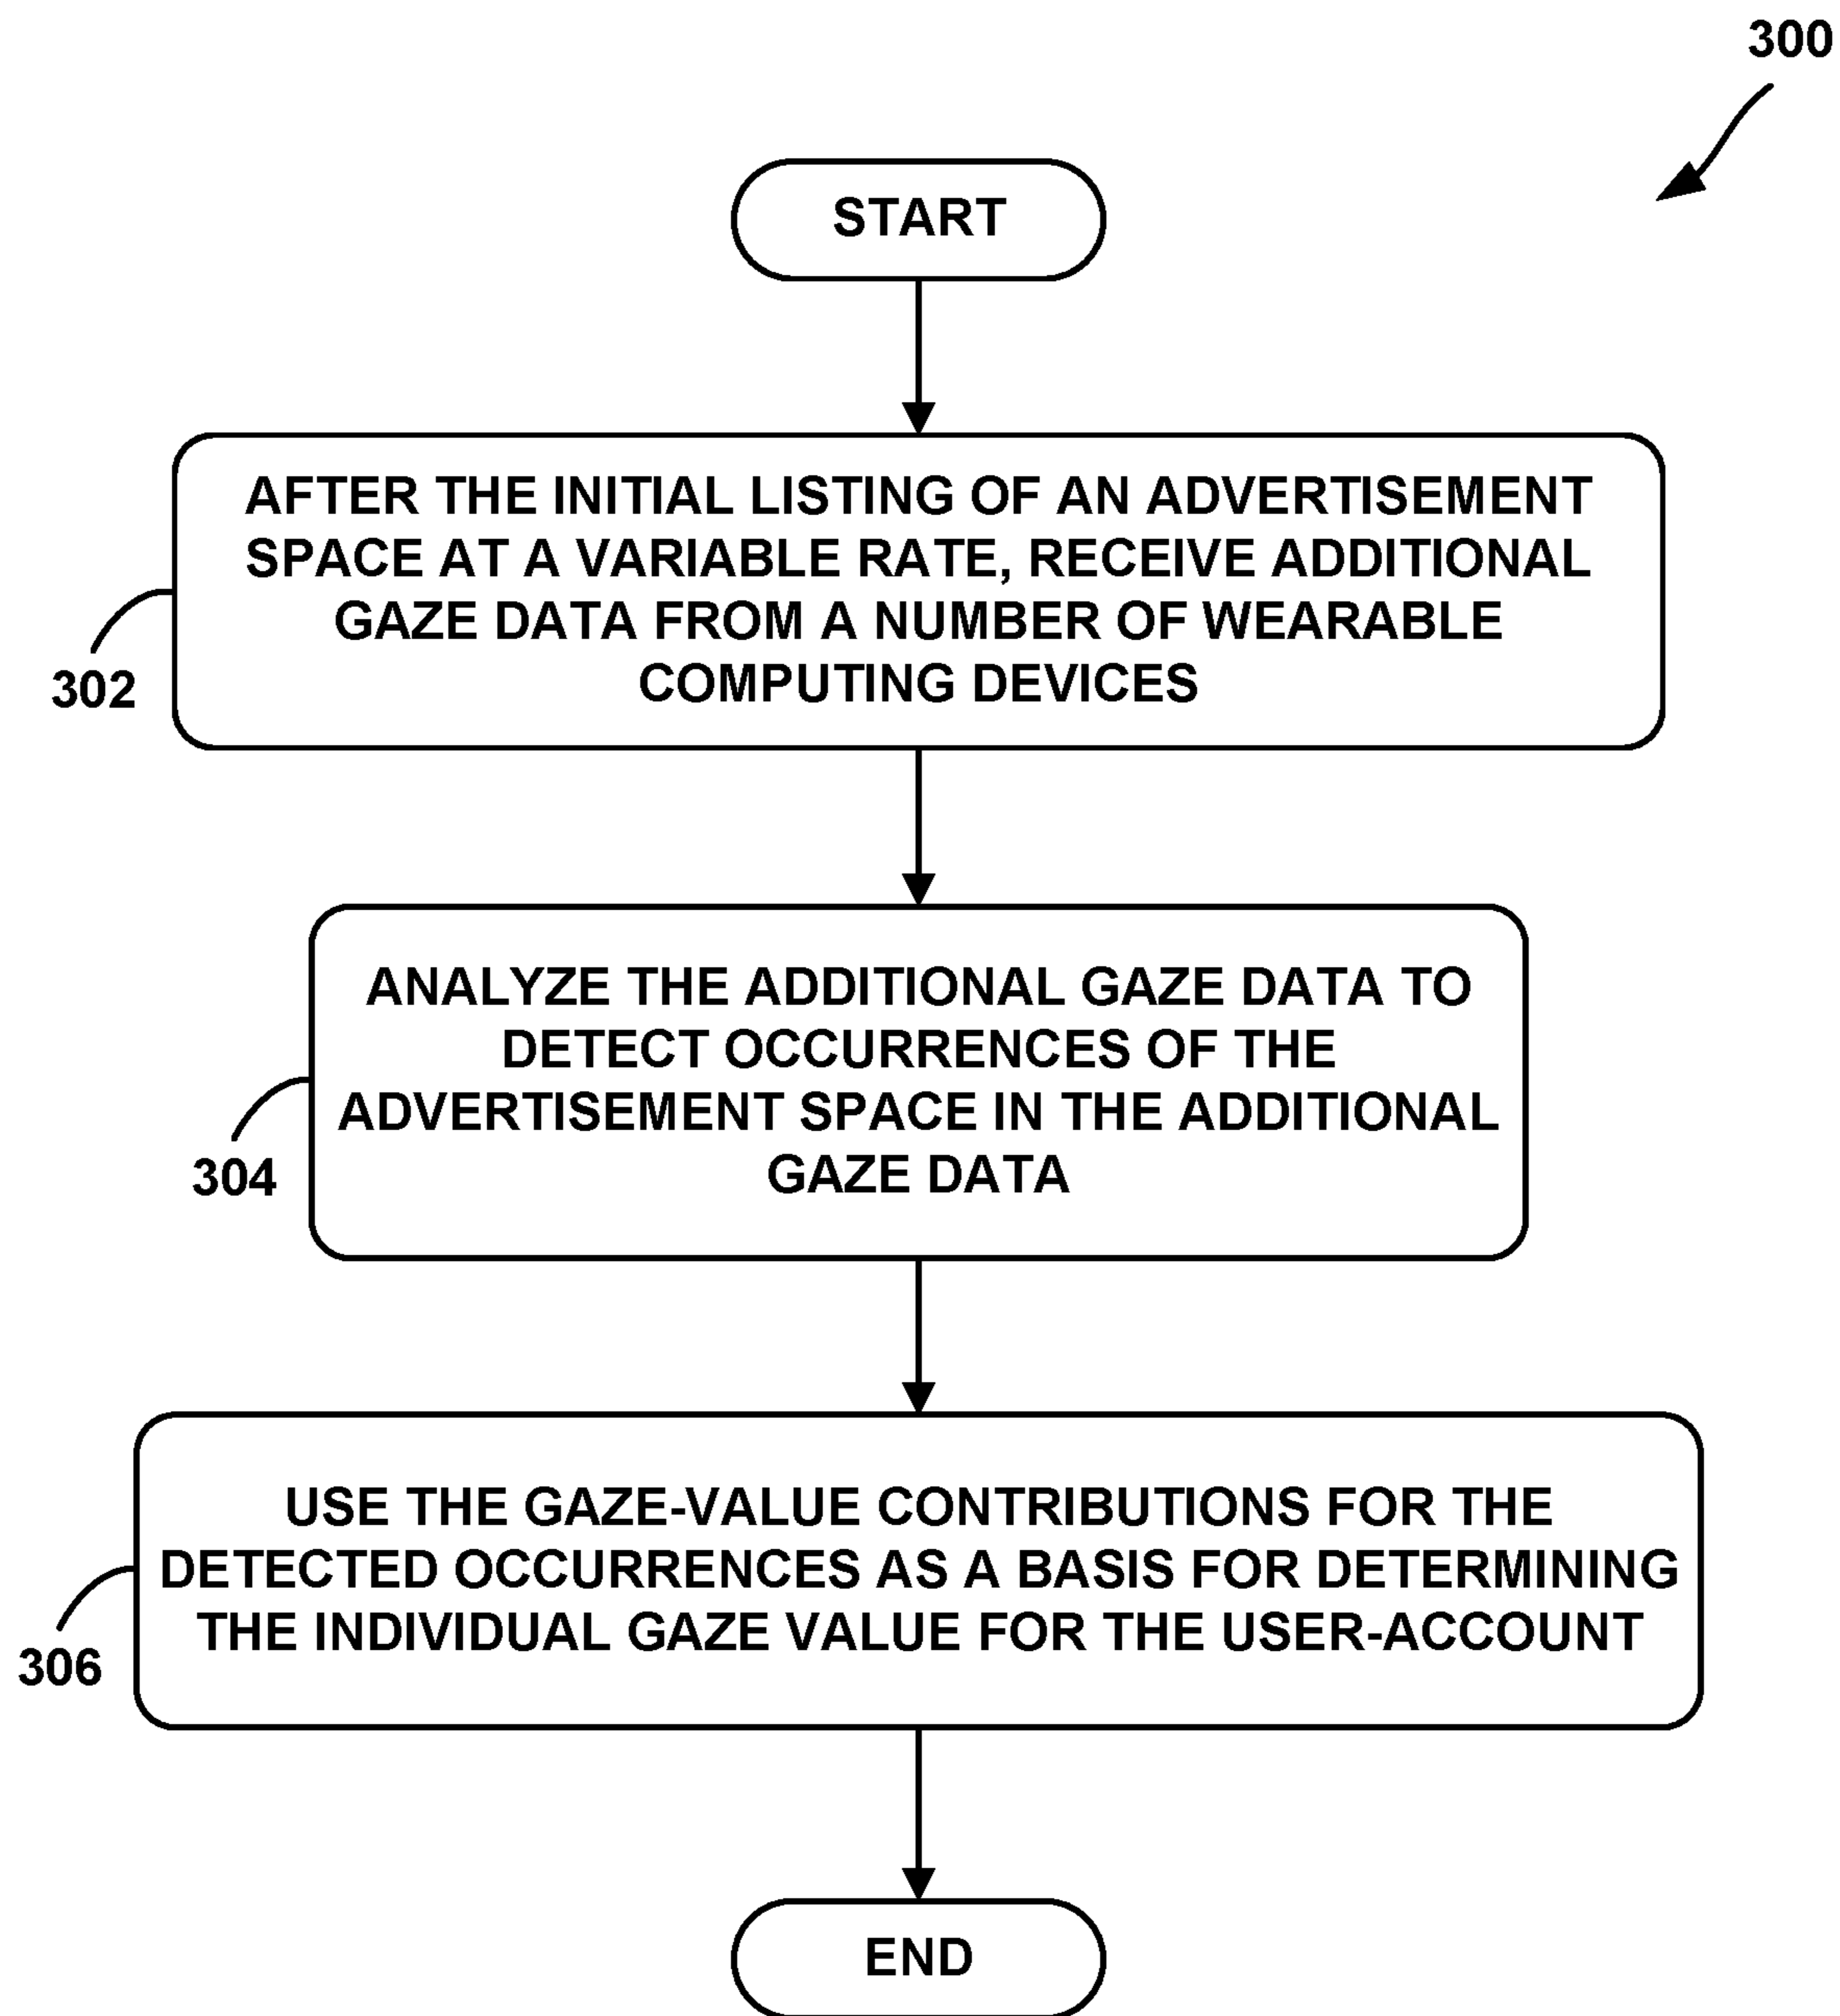 300
START
AFTER THE INITIAL LISTING OF AN ADVERTISEMENT
SPACE AT A VARIABLE RATE, RECEIVE ADDITIONAL
GAZE DATA FROM A NUMBER OF WEARABLE
COMPUTING DEVICES
302
ANALYZE THE ADDITIONAL GAZE DATA TO
DETECT OCCURRENCES OF THE
ADVERTISEMENT SPACE IN THE ADDITIONAL
GAZE DATA
304
USE THE GAZE-VALUE CONTRIBUTIONS FOR THE
DETECTED OCCURRENCES AS A BASIS FOR DETERMINING
THE INDIVIDUAL GAZE VALUE FOR THE USER-ACCOUNT
306
END